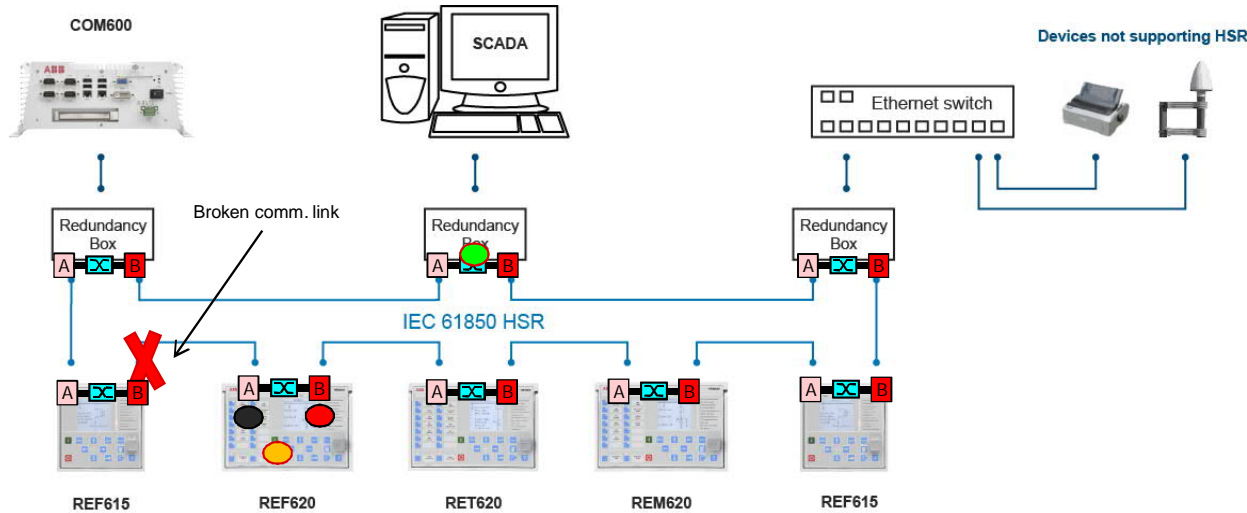 COM600
SCADA
Devices not supporting HSR
ABB
Ethernet switch
Broken comm. link
Redundancy
Box
Redundancy
Box
Redundancy
Box
A
B
A
B
A
B
IEC 61850 HSR
A
B
A
B
A
B
A
B
A
B
REF615
REF620
RET620
REM620
REF615